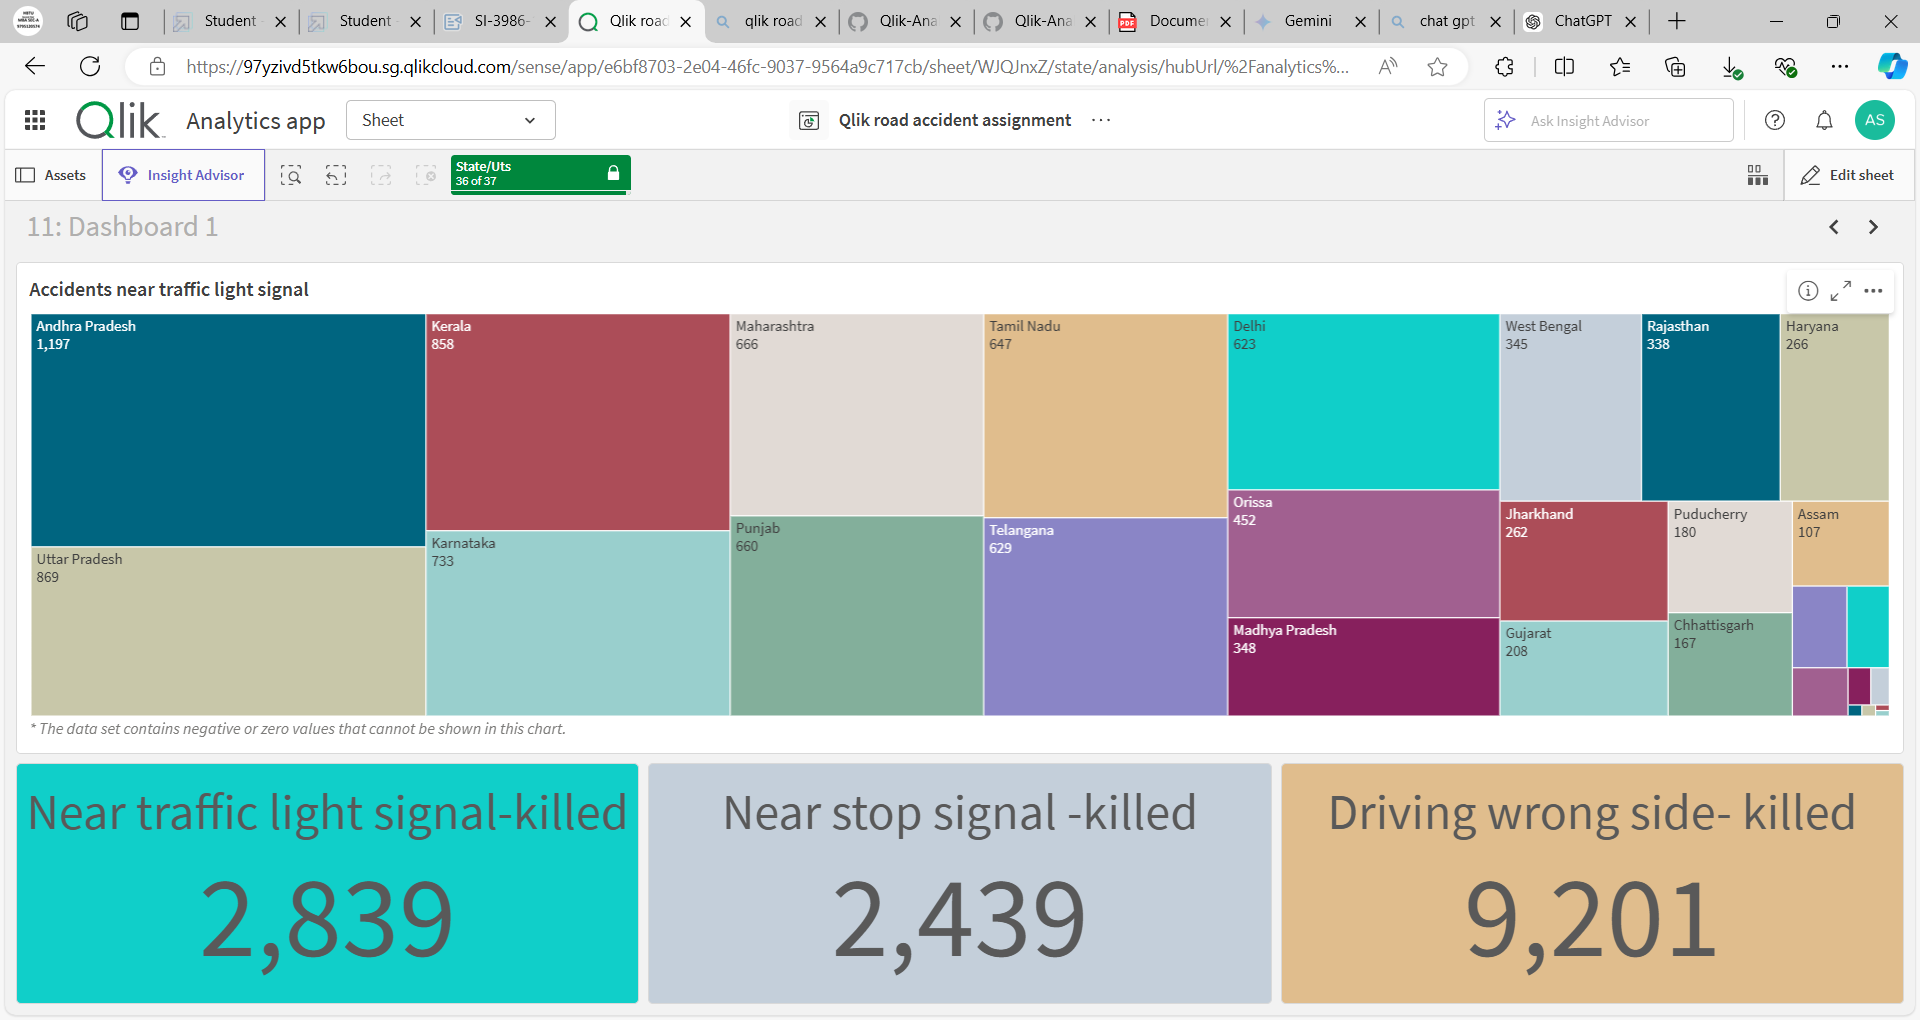 Student
Student
SI-3986-
Qlik road
qlik road
Qlik-Ana
Qlik-Ana
PDF
Docume
Gemini
chat gpt
ChatGPT
https://97yzivd5tkw6bou.sg.qlikcloud.com/sense/app/e6bf8703-2e04-46fc-9037-9564a9c717cb/sheet/WJQJnxZ/state/analysis/hubUrl/%2Fanalytics%...
Qlik
Analytics app
Sheet
Qlik road accident assignment
Ask Insight Advisor
AS
Assets
Insight Advisor
State/Uts
36 of 37
Edit sheet
11: Dashboard 1
Accidents near traffic light signal
Andhra Pradesh
1,197
Kerala
858
Maharashtra
666
Tamil Nadu
647
Delhi
623
West Bengal
345
Rajasthan
338
Haryana
266
Orissa
452
Jharkhand
262
Puducherry
180
Assam
107
Punjab
660
Telangana
629
Karnataka
733
Uttar Pradesh
869
Madhya Pradesh
348
Gujarat
208
Chhattisgarh
167
* The data set contains negative or zero values that cannot be shown in this chart.
Near traffic light signal-killed
2,839
Near stop signal -killed
2,439
Driving wrong side- killed
9,201